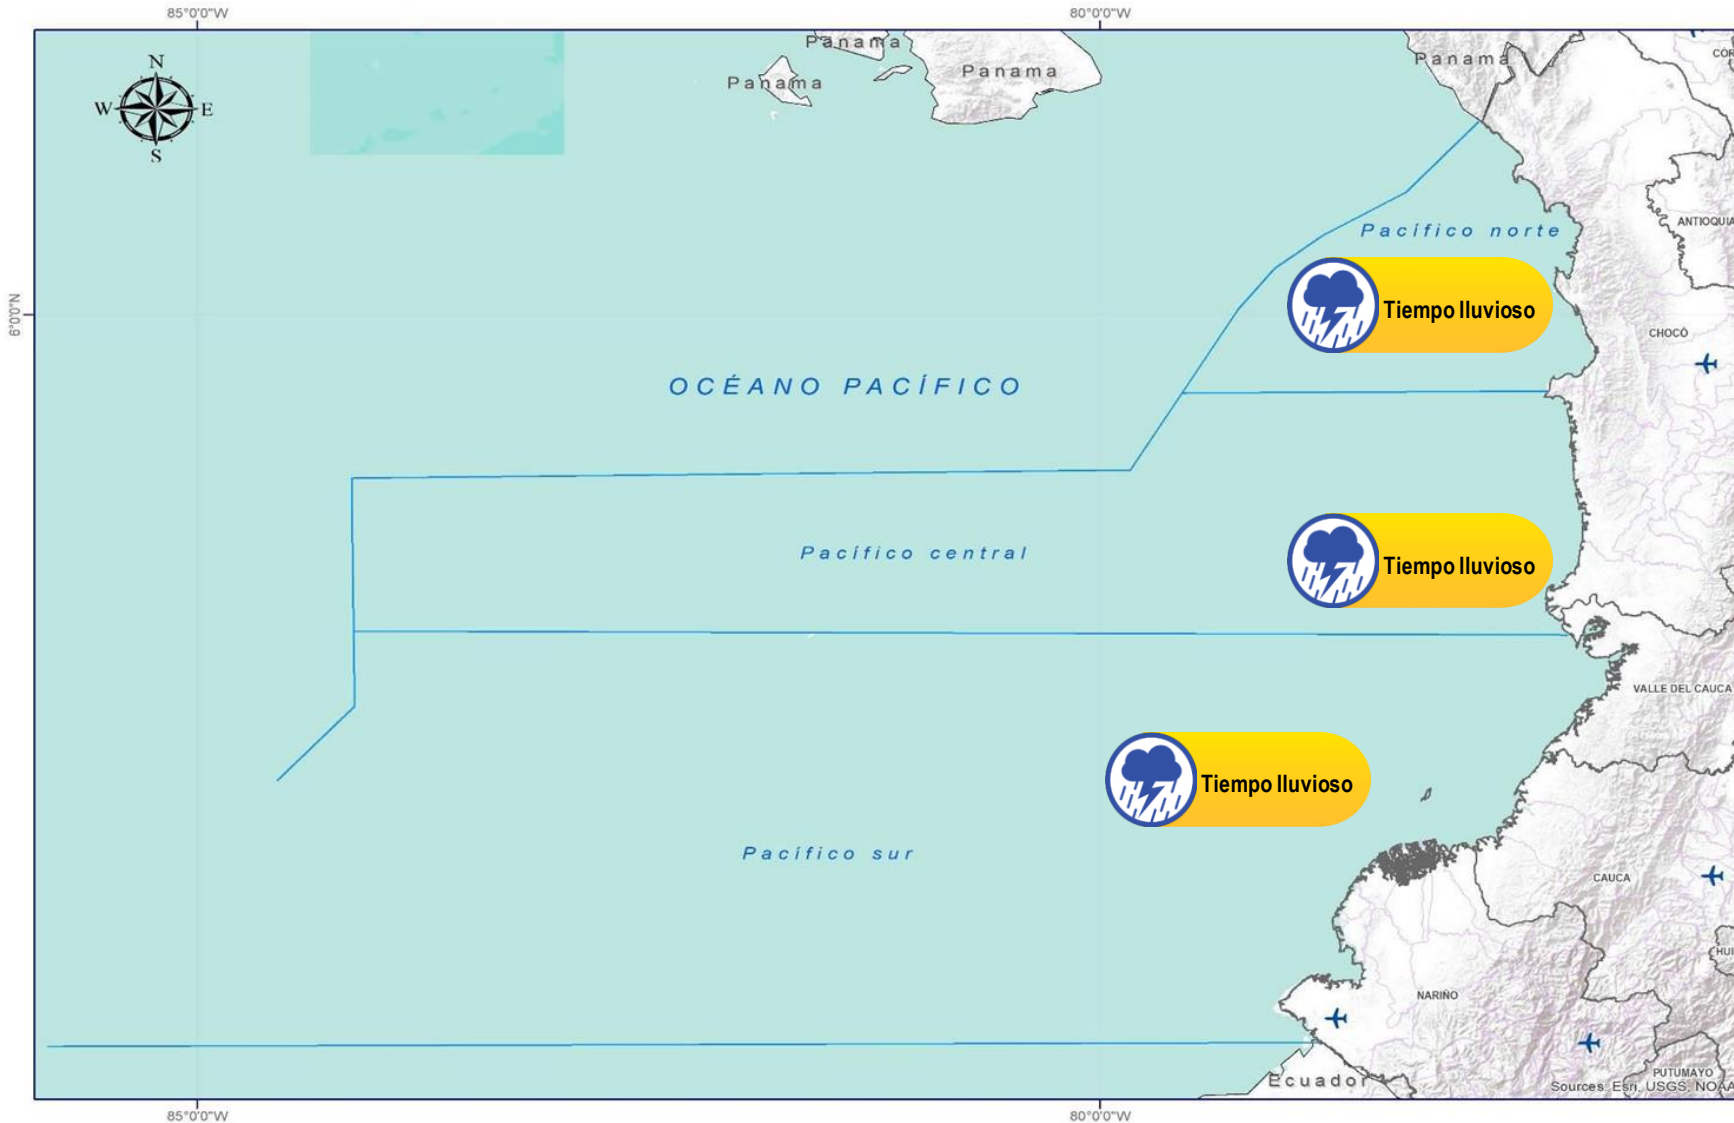 85°0'0"W
80°0'0"W
N
W
E
S
Panama
Panama
Panama
Panama
CÓR
ANTIOQUIA
Pacífico norte
6°0'0"N
Tiempo lluvioso
CHOCÓ
OCÉANO PACÍFICO
Pacífico central
Tiempo lluvioso
VALLE DEL CAUCA
Tiempo lluvioso
Pacífico sur
CAUCA
HUI
NARIÑO
PUTUMAYO
Ecuador
Sources: Esri, USGS, NOAA
85°0'0"W
80°0'0"W